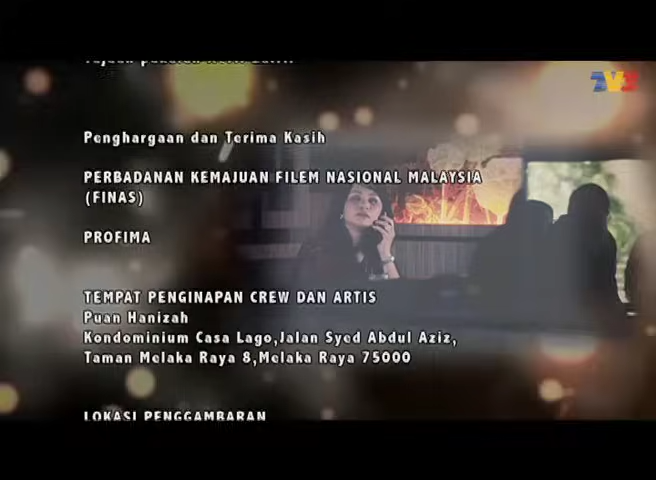 TV3
Penghargaan dan Terima Kasih
PERBADANAN KEMAJUAN FILEM NASIONAL MALAYSIA
(FINAS)
PROFIMA
TEMPAT PENGINAPAN CREW DAN ARTIS
Puan Hanizah
Kondominium Casa Lago,Jalan Syed Abdul Aziz,
Taman Melaka Raya 8,Melaka Raya 75000
LOKASI PENGGAMBARAN